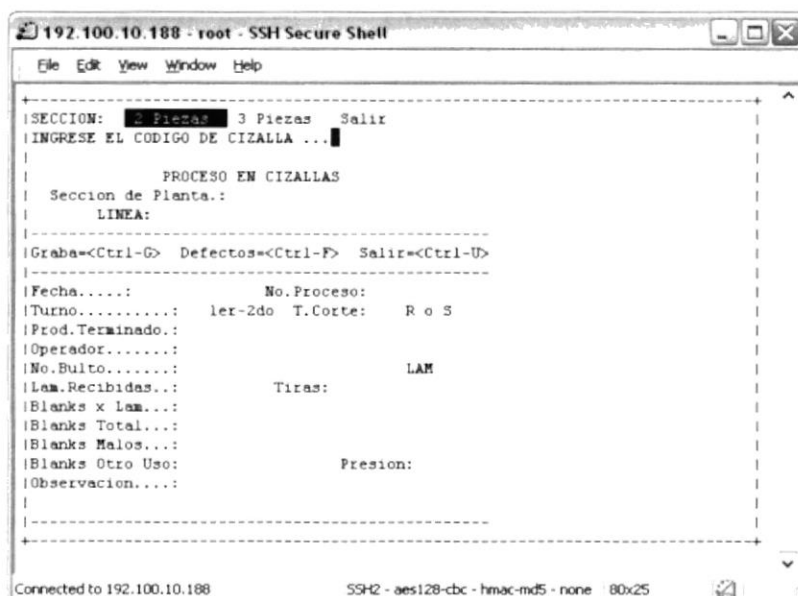 192.100.10.188 - root - SSH Secure Shell
File Edit View Window Help
SECCION: 2 Piezas 3 Piezas Salir
INGRESE EL CODIGO DE CIZALLA ...
PROCESO EN CIZALLAS
Seccion de Planta.:
LINEA:
Graba=<Ctrl-G> Defectos=<Ctrl-F> Salir=<Ctrl-U>
Fecha.....: No.Proceso:
Turno..........: 1er-2do T.Corte: R o S
Prod.Terminado.:
Operador.......:
No.Bulto.......: LAM
Lam.Recibidas..: Tiras:
Blanks x Lam...:
Blanks Total...:
Blanks Malos...:
Blanks Otro Uso: Presion:
Observacion....:
Connected to 192.100.10.188 SSH2 - aes128-cbc - hmac-md5 - none 80x25